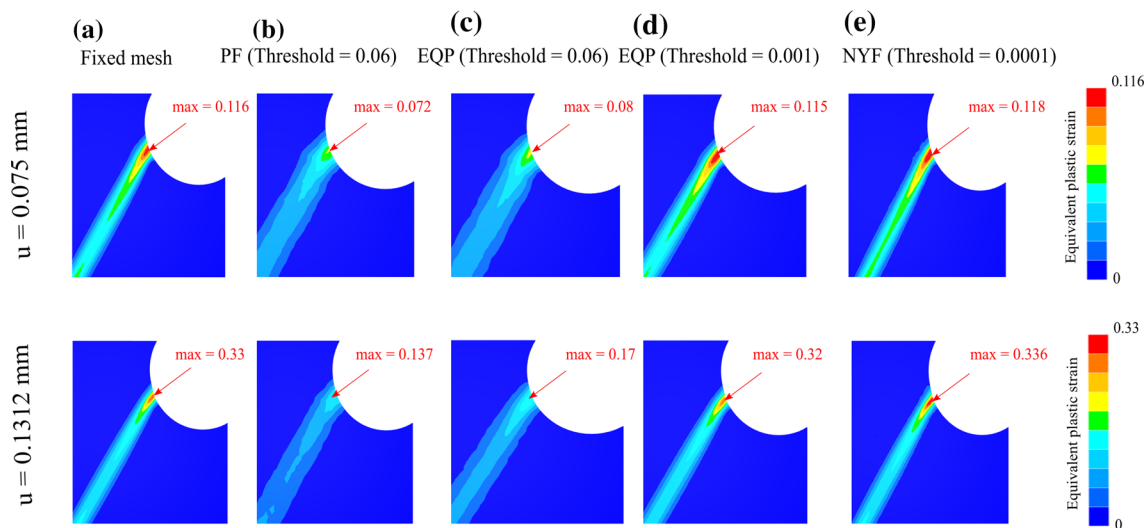 (a)
(b)
(c)
(d)
(e)
Fixed mesh
PF (Threshold = 0.06)
EQP (Threshold = 0.06)
EQP (Threshold = 0.001)
NYF (Threshold = 0.0001)
u = 0.075 mm
max = 0.116
max = 0.072
max = 0.08
max = 0.115
max = 0.118
0.116
Equivalent plastic strain
0
u = 0.1312 mm
max = 0.33
max = 0.137
max = 0.17
max = 0.32
max = 0.336
0.33
Equivalent plastic strain
0